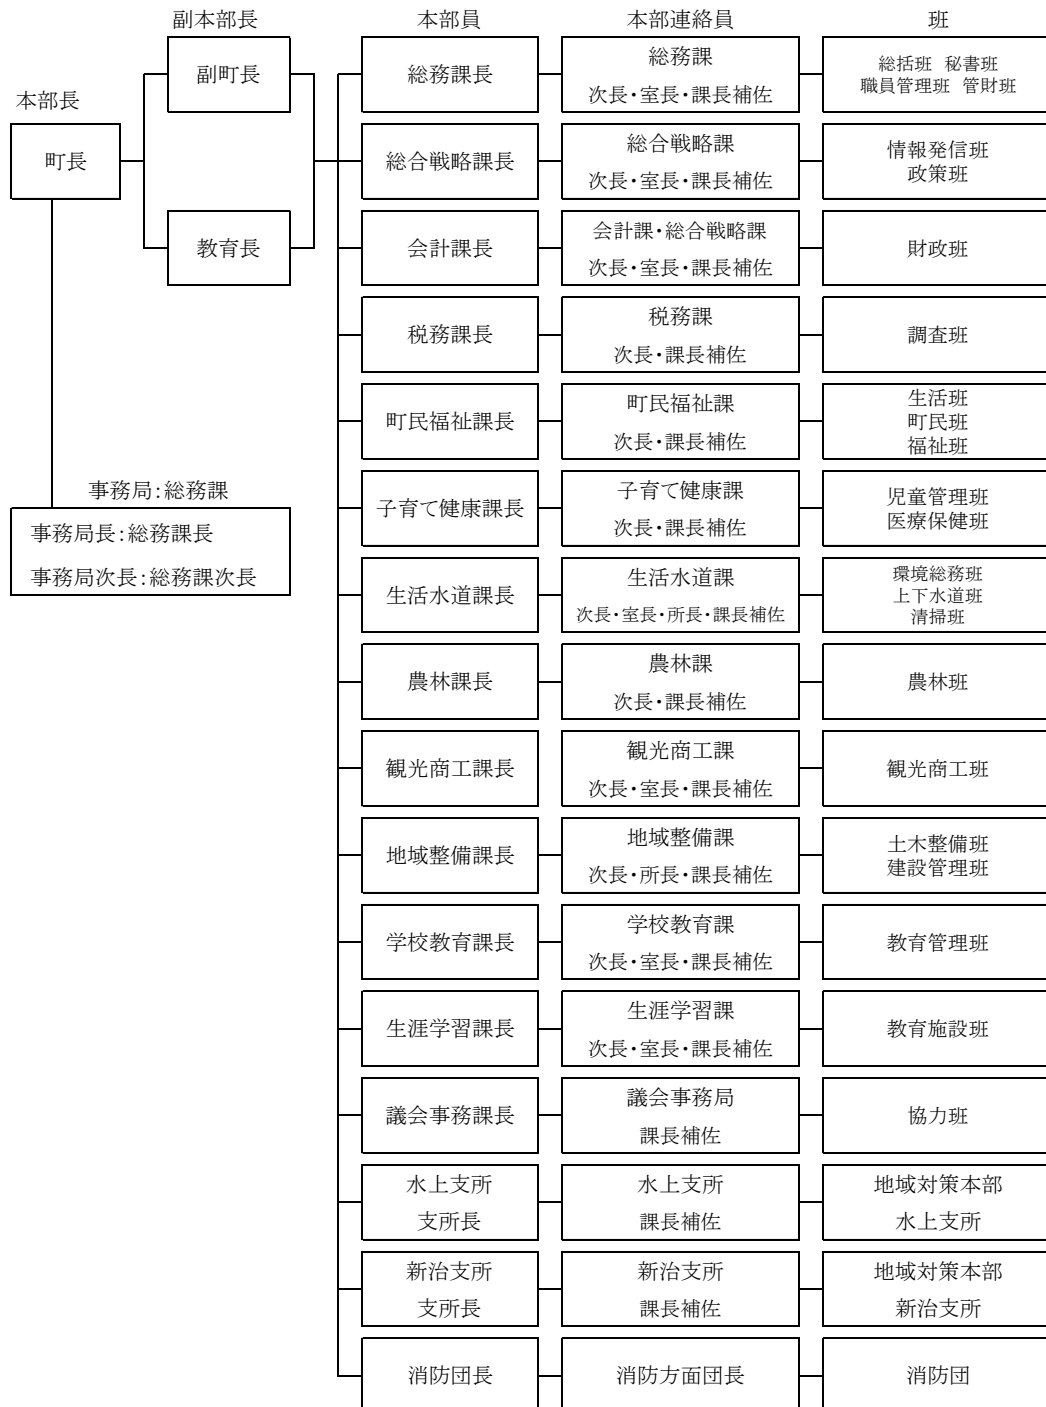 副本部長
本部員
本部連絡員
班
本部長
町長
副町長
教育長
事務局：総務課
事務局長：総務課長
事務局次長：総務課次長
総務課長
総務課
次長・室長・課長補佐
総括班 秘書班
職員管理班 管財班
総合戦略課長
総合戦略課
次長・室長・課長補佐
情報発信班
政策班
会計課長
会計課・総合戦略課
次長・室長・課長補佐
財政班
税務課長
税務課
次長・課長補佐
調査班
町民福祉課長
町民福祉課
次長・課長補佐
生活班
町民班
福祉班
子育て健康課長
子育て健康課
次長・課長補佐
児童管理班
医療保健班
生活水道課長
生活水道課
次長・室長・所長・課長補佐
環境総務班
上下水道班
清掃班
農林課長
農林課
次長・課長補佐
農林班
観光商工課長
観光商工課
次長・室長・課長補佐
観光商工班
地域整備課長
地域整備課
次長・所長・課長補佐
土木整備班
建設管理班
学校教育課長
学校教育課
次長・室長・課長補佐
教育管理班
生涯学習課長
生涯学習課
次長・室長・課長補佐
教育施設班
議会事務課長
議会事務局
課長補佐
協力班
水上支所
支所長
水上支所
課長補佐
地域対策本部
水上支所
新治支所
支所長
新治支所
課長補佐
地域対策本部
新治支所
消防団長
消防方面団長
消防団